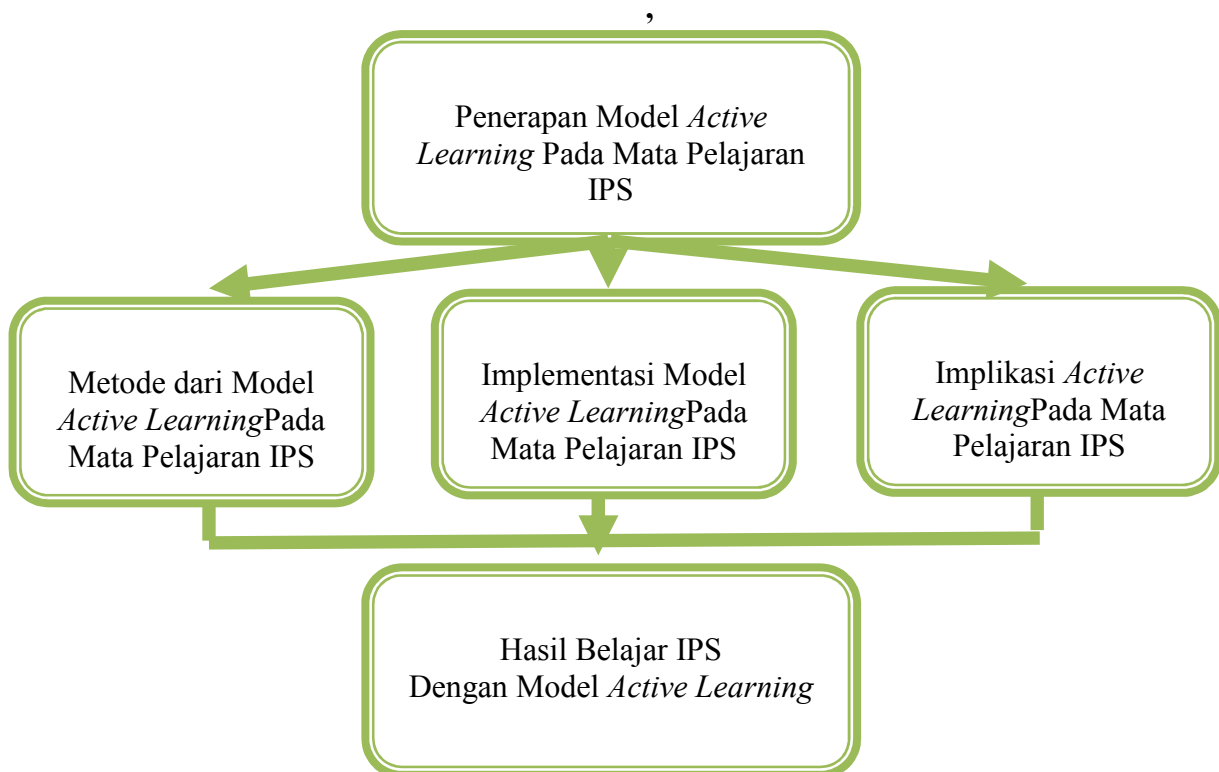 ,
Penerapan Model Active
Learning Pada Mata Pelajaran
IPS
Metode dari Model
Active LearningPada
Mata Pelajaran IPS
Implementasi Model
Active LearningPada
Mata Pelajaran IPS
Implikasi Active
LearningPada Mata
Pelajaran IPS
Hasil Belajar IPS
Dengan Model Active Learning